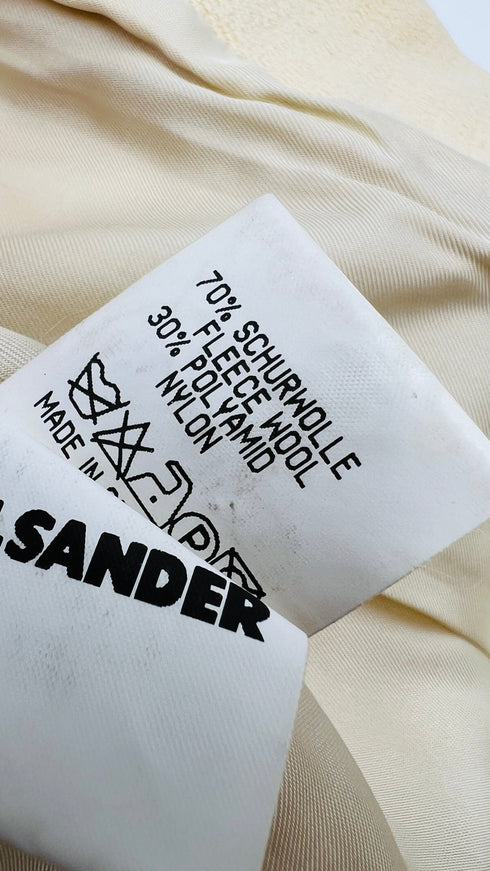 70% SCHURWOLLE
FLEECE WOOL
30% POLYAMID
NYLON
P
MADE IN
.SANDER